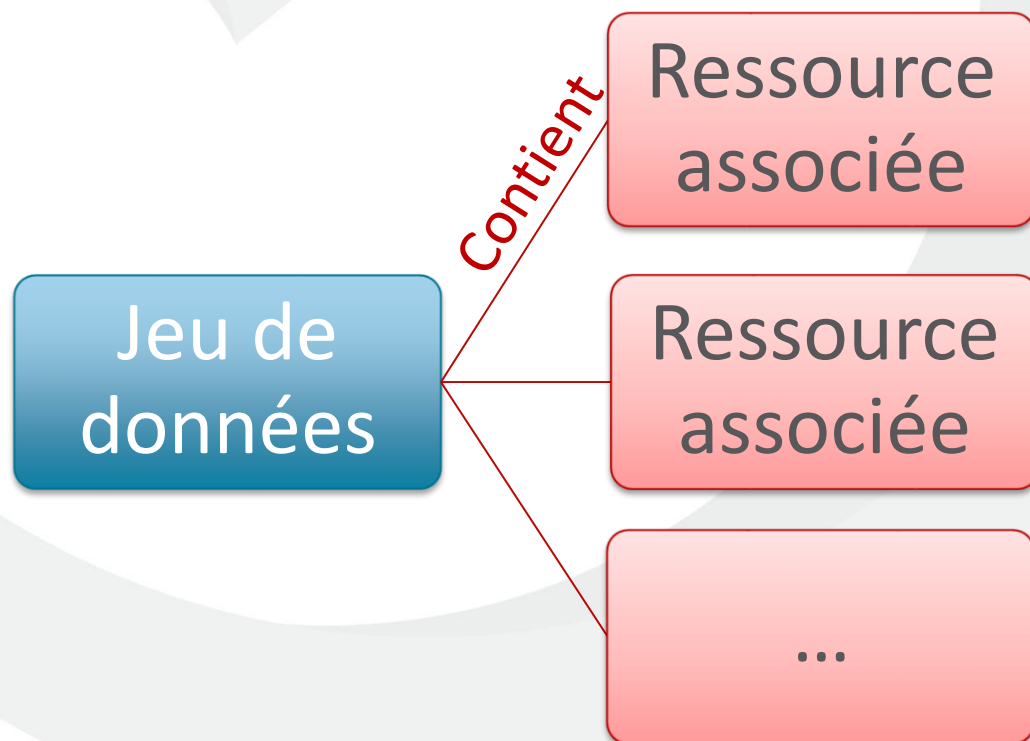 Ressource
associée
Contient
Jeu de
données
Ressource
associée
...